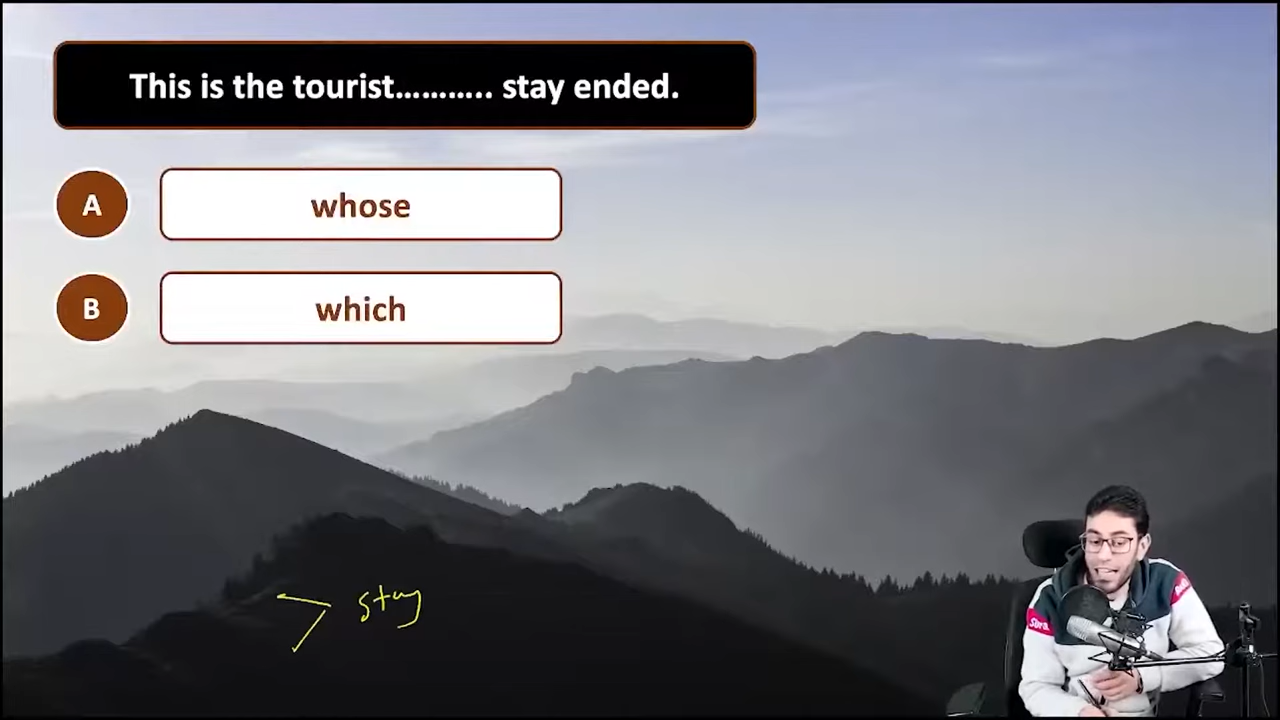 This is the tourist……….. stay ended.
A
whose
B
which
stay